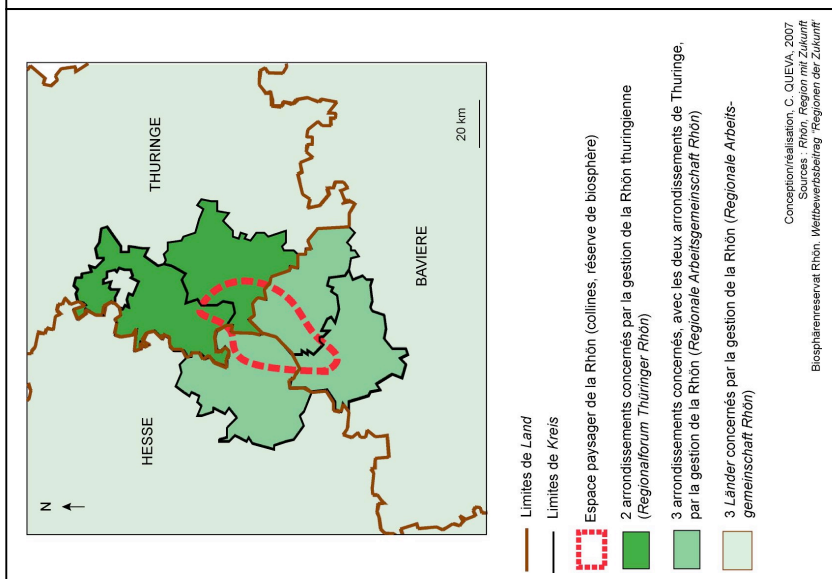 N
HESSE
THURINGE
BAVIERE
20 km
Limites de Land
Limites de Kreis
Espace paysager de la Rhön (collines, réserve de biosphère)
2 arrondissements concernés par la gestion de la Rhön thuringienne
(Regionalforum Thüringer Rhön)
3 arrondissements concernés, avec les deux arrondissements de Thuringe,
par la gestion de la Rhön (Regionale Arbeitsgemeinschaft Rhön)
3 Länder concernés par la gestion de la Rhön (Regionale Arbeits-
gemeinschaft Rhön)
Conception/réalisation, C. QUEVA, 2007
Sources : Rhön, Region mit Zukunft
Biosphärenreservat Rhön. Wettbewerbsbeitrag "Regionen der Zukunft"